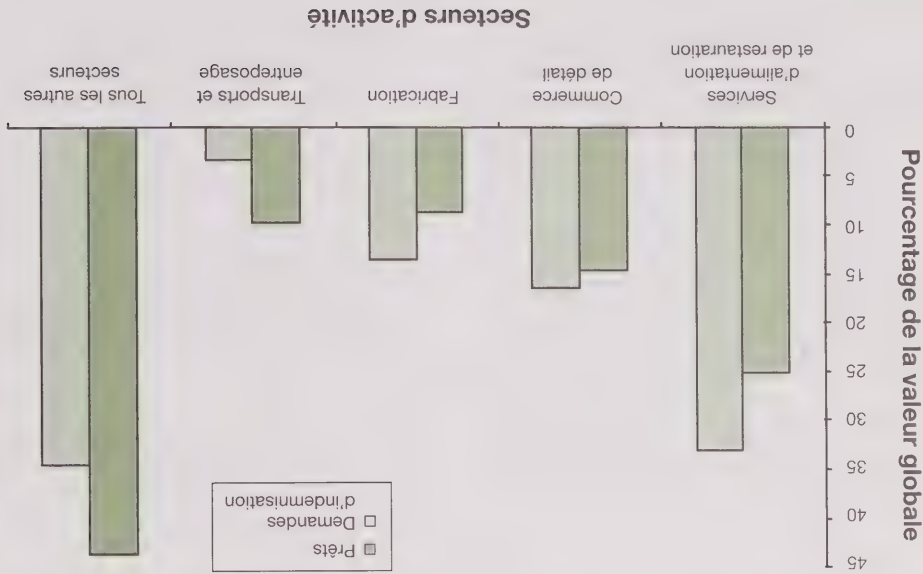 Pourcentage de la valeur globale
45
40
35
30
25
20
15
10
5
0
Prêts
Demandes
d'indemnisation
Services
d'alimentation
et de restauration
Commerce
de détail
Fabrication
Transports et
entreposage
Tous les autres
secteurs
Secteurs d'activité